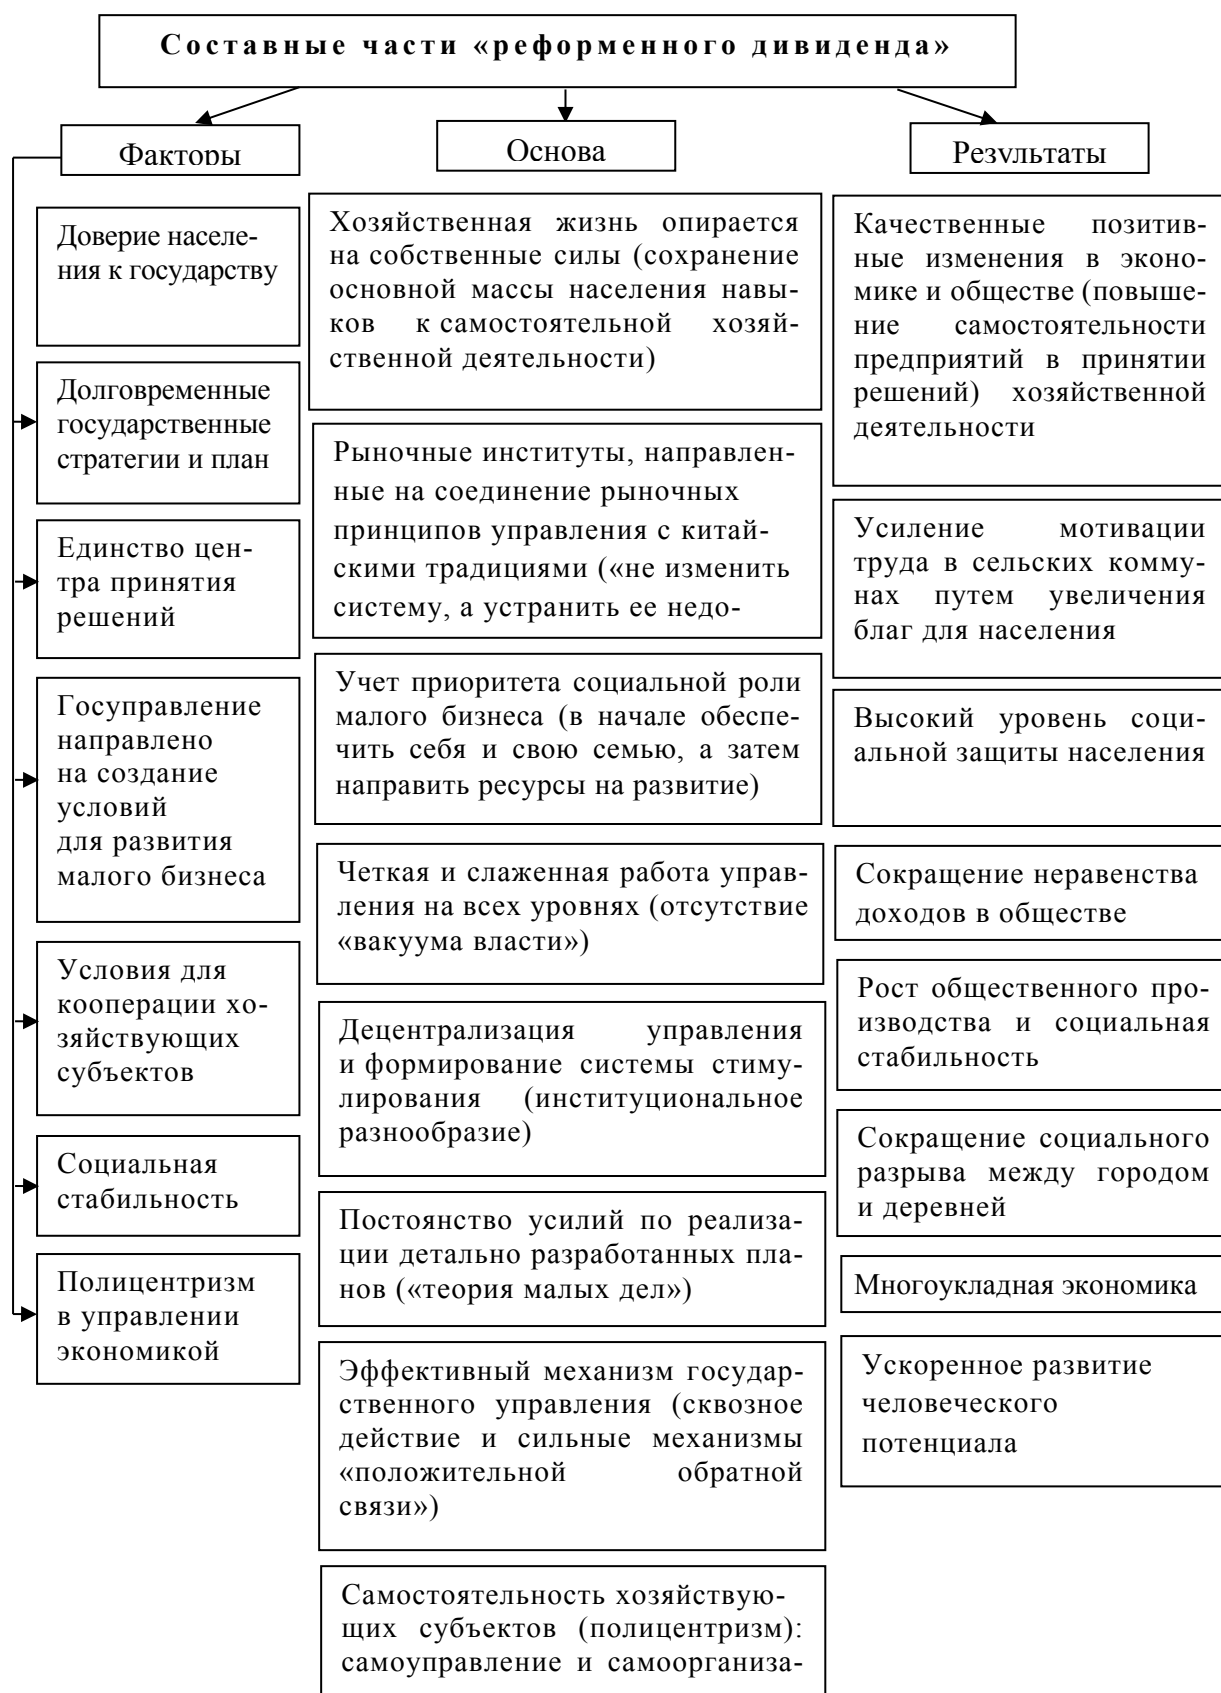 Составные части «реформенного дивиденда»
Факторы
Основа
Результаты
Доверие населе-
ния к государству
Долговременные
государственные
стратегии и план
Единство цен-
тра принятия
решений
Госуправление
направлено
на создание
условий
для развития
малого бизнеса
Условия для
кооперации хо-
зяйствующих
субъектов
Социальная
стабильность
Полицентризм
в управлении
экономикой
Хозяйственная жизнь опирается
на собственные силы (сохранение
основной массы населения навы-
ков к самостоятельной хозяй-
ственной деятельности)
Рыночные институты, направлен-
ные на соединение рыночных
принципов управления с китай-
скими традициями («не изменить
систему, а устранить ее недо-
Учет приоритета социальной роли
малого бизнеса (в начале обеспе-
чить себя и свою семью, а затем
направить ресурсы на развитие)
Четкая и слаженная работа управ-
ления на всех уровнях (отсутствие
«вакуума власти»)
Децентрализация управления
и формирование системы стиму-
лирования (институциональное
разнообразие)
Постоянство усилий по реализа-
ции детально разработанных пла-
нов («теория малых дел»)
Эффективный механизм государ-
ственного управления (сквозное
действие и сильные механизмы
«положительной обратной
связи»)
Самостоятельность хозяйствую-
щих субъектов (полицентризм):
самоуправление и самоорганиза-
Качественные позитив-
ные изменения в эконо-
мике и обществе (повыше-
ние самостоятельности
предприятий в принятии
решений) хозяйственной
деятельности
Усиление мотивации
труда в сельских комму-
нах путем увеличения
благ для населения
Высокий уровень соци-
альной защиты населения
Сокращение неравенства
доходов в обществе
Рост общественного про-
изводства и социальная
стабильность
Сокращение социального
разрыва между городом
и деревней
Многоукладная экономика
Ускоренное развитие
человеческого
потенциала